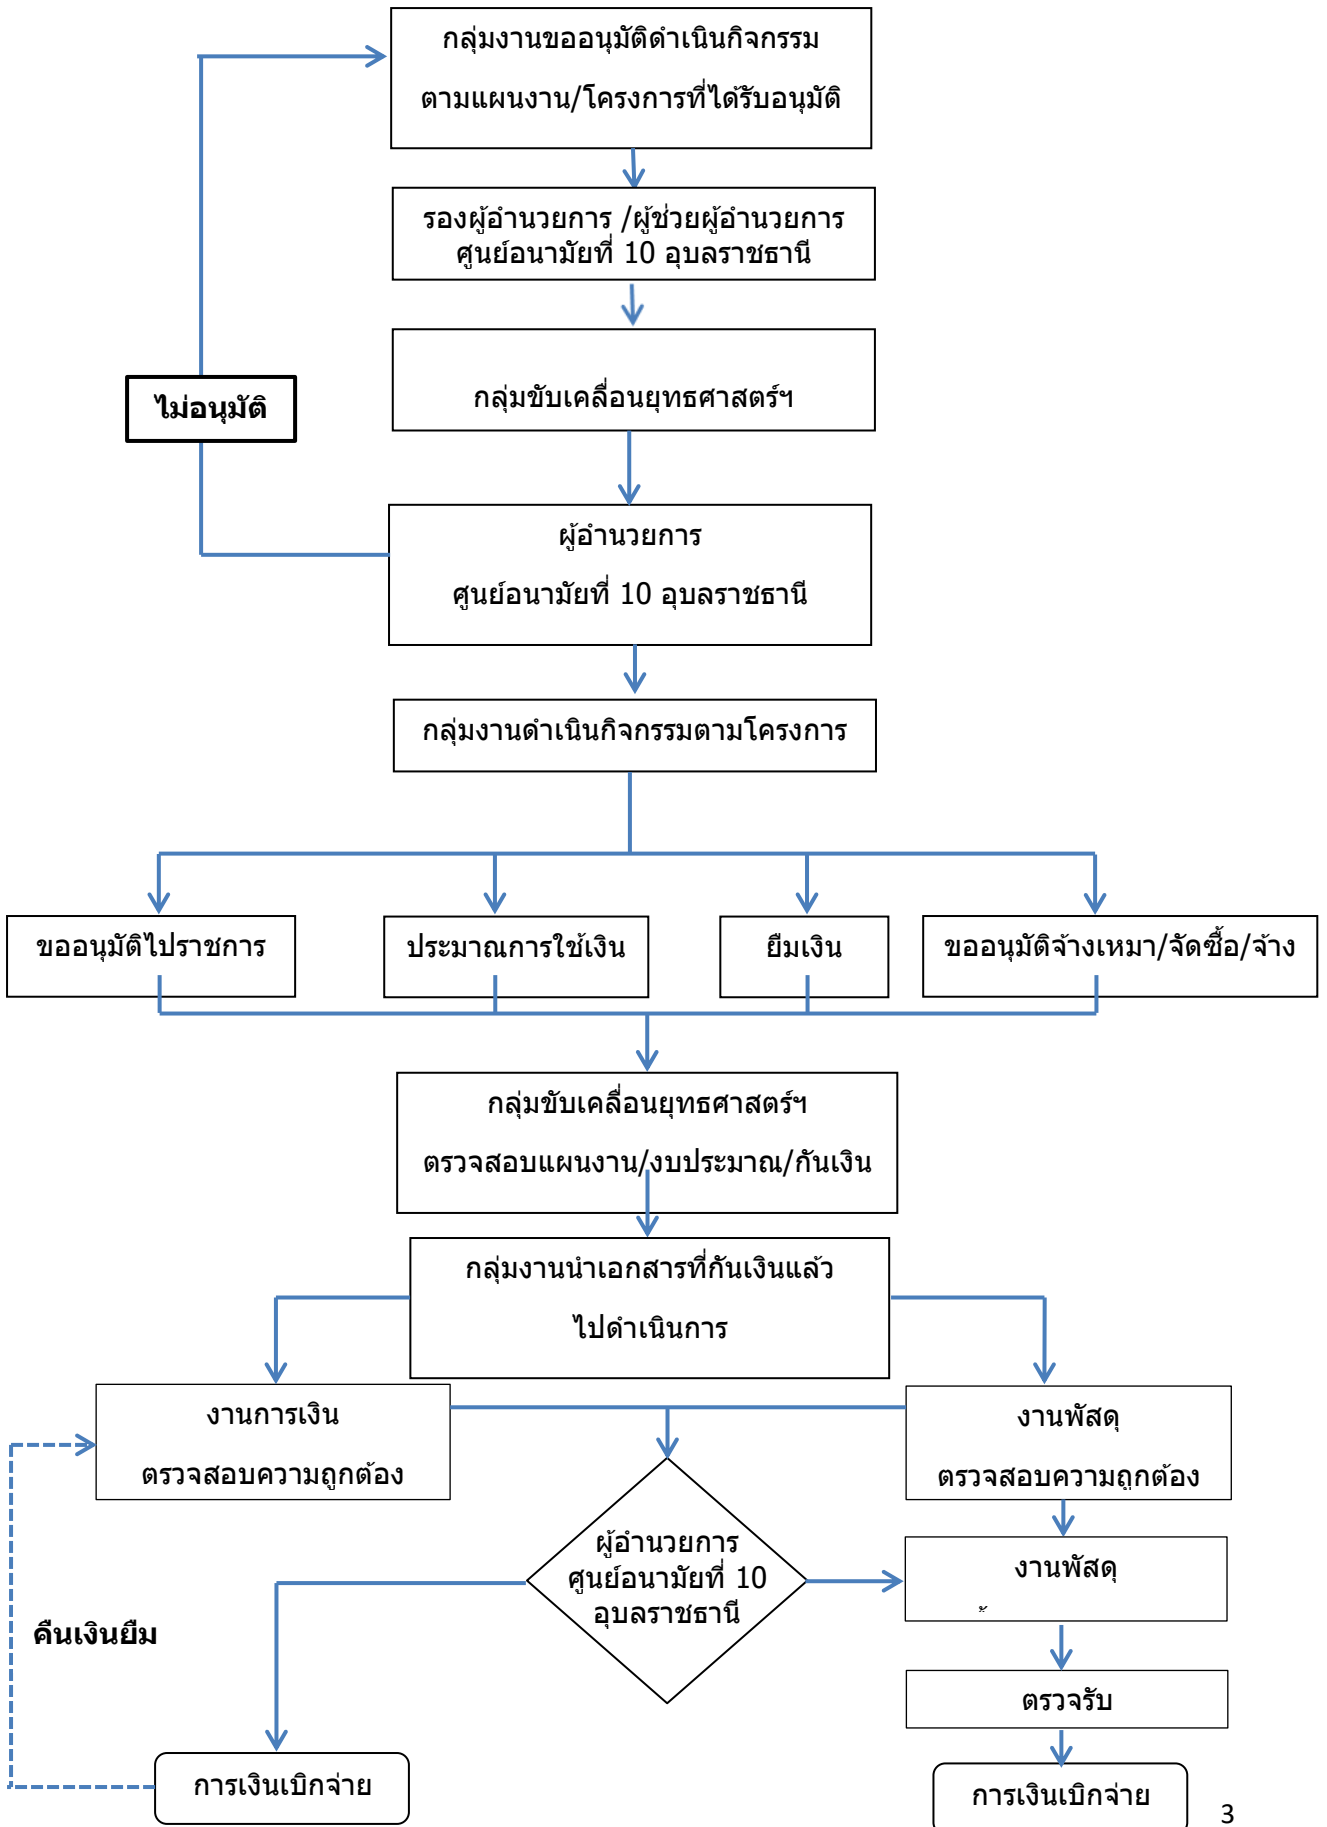 กลุ่มงานขออนุมัติดำเนินกิจกรรม
ตามแผนงาน/โครงการที่ได้รับอนุมัติ
รองผู้อำนวยการ /ผู้ช่วยผู้อำนวยการ
ศูนย์อนามัยที่ 10 อุบลราชธานี
กลุ่มขับเคลื่อนยุทธศาสตร์ฯ
ไม่อนุมัติ
ผู้อำนวยการ
ศูนย์อนามัยที่ 10 อุบลราชธานี
กลุ่มงานดำเนินกิจกรรมตามโครงการ
ขออนุมัติไปราชการ
ประมาณการใช้เงิน
ยืมเงิน
ขออนุมัติจ้างเหมา/จัดซื้อ/จ้าง
กลุ่มขับเคลื่อนยุทธศาสตร์ฯ
ตรวจสอบแผนงาน/งบประมาณ/กันเงิน
กลุ่มงานนำเอกสารที่กันเงินแล้ว
ไปดำเนินการ
งานการเงิน
ตรวจสอบความถูกต้อง
งานพัสดุ
ตรวจสอบความถูกต้อง
ผู้อำนวยการ
ศูนย์อนามัยที่ 10
อุบลราชธานี
งานพัสดุ
คืนเงินยืม
ตรวจรับ
การเงินเบิกจ่าย
การเงินเบิกจ่าย
3